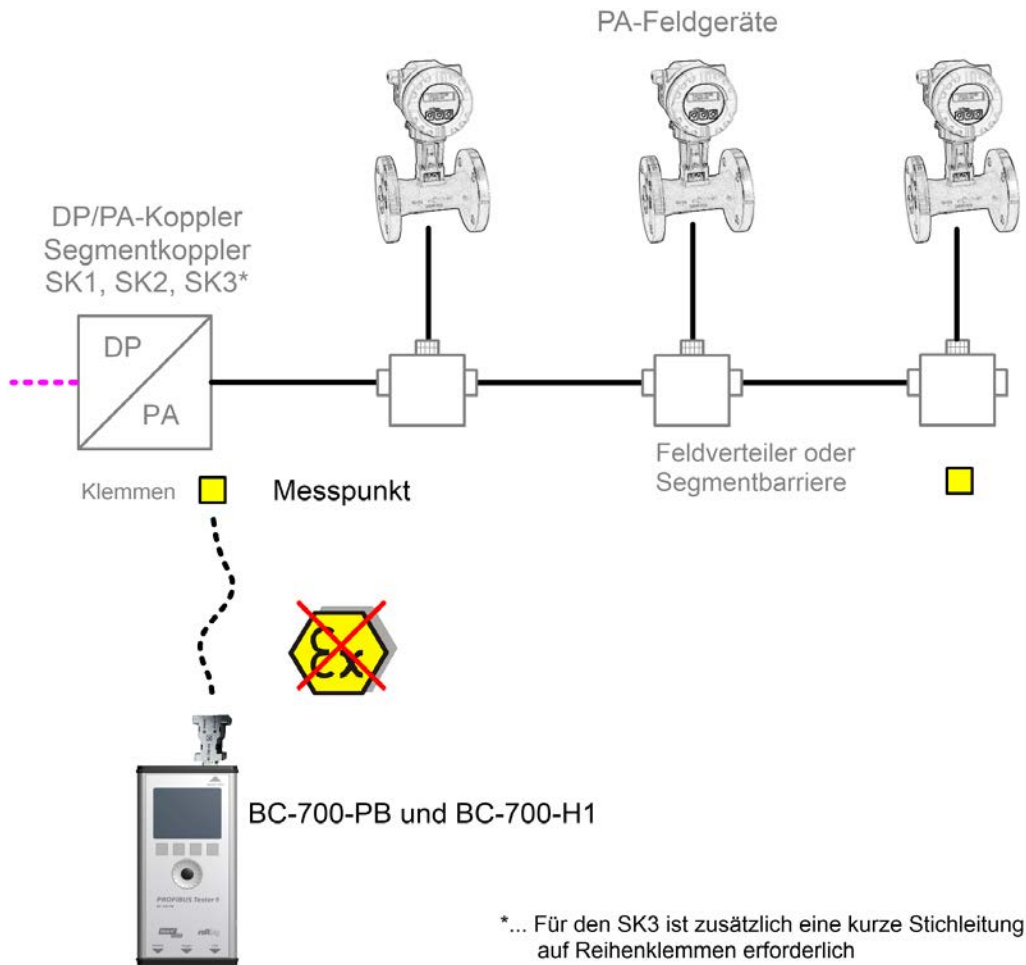 PA-Feldgeräte
DP/PA-Koppler
Segmentkoppler
SK1, SK2, SK3*
DP
PA
Feldverteiler oder
Segmentbarriere
Klemmen
Messpunkt
Ex
BC-700-PB und BC-700-H1
PROFIBUS Tester
*... Für den SK3 ist zusätzlich eine kurze Stichleitung
auf Reihenklemmen erforderlich